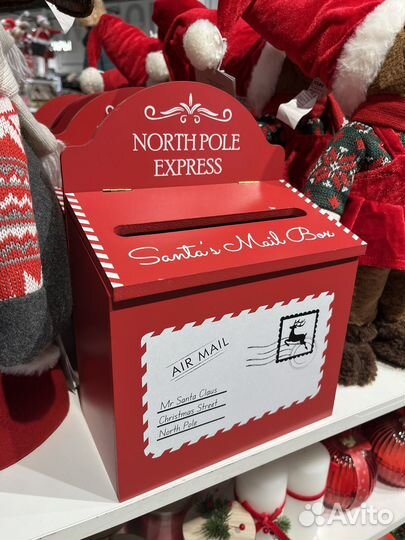 NORTH POLE
EXPRESS
Santa's Mail Box
AIR MAIL
Mr Santa Claus
Christmas Street
North Pole
Avito